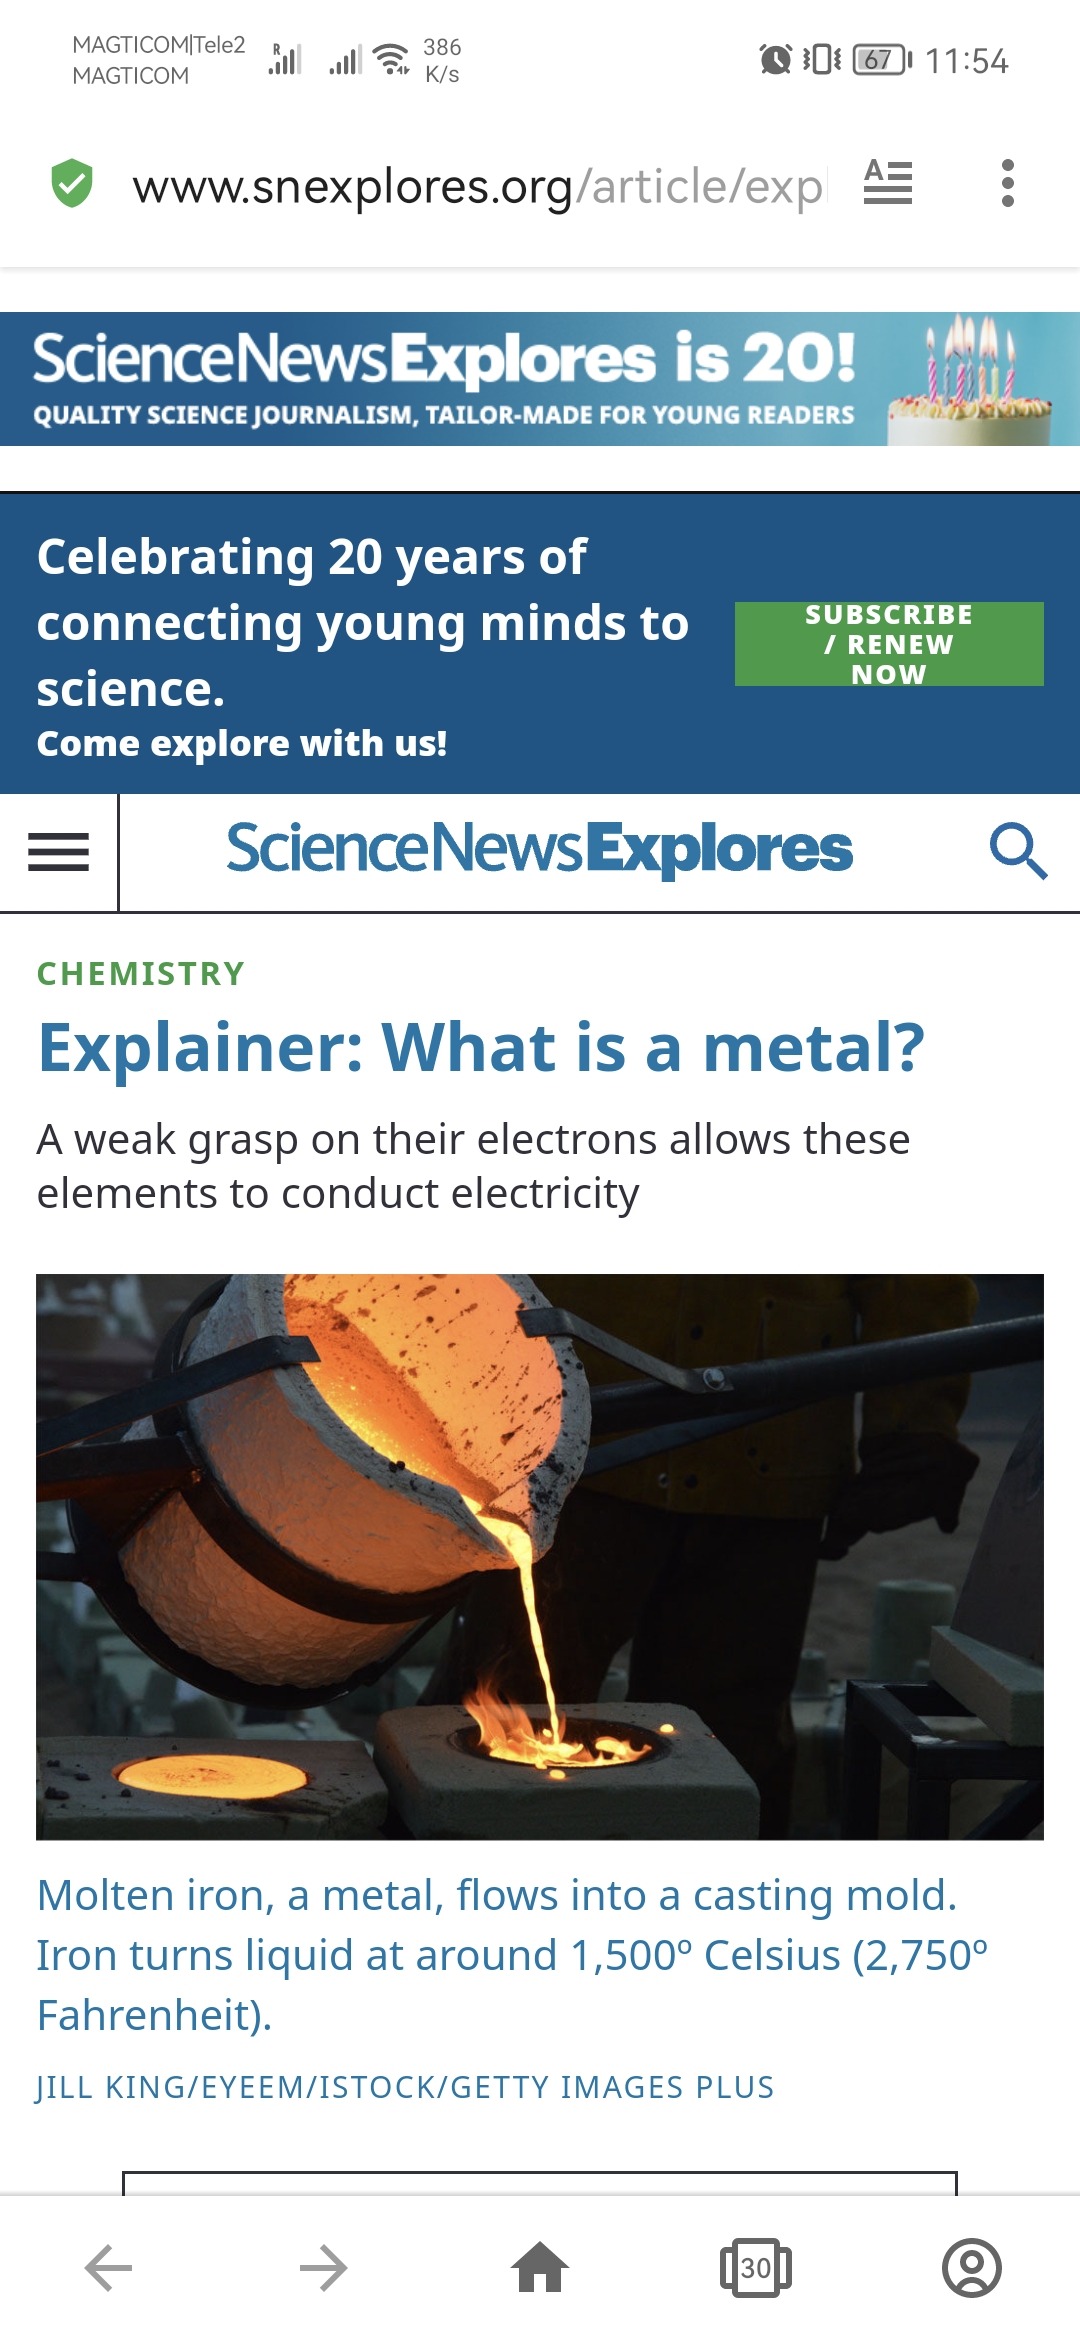 MAGTICOM|Tele2
MAGTICOM
R
386
K/s
67
11:54
www.snexplores.org/article/exp
A
ScienceNewsExplores is 20!
QUALITY SCIENCE JOURNALISM, TAILOR-MADE FOR YOUNG READERS
Celebrating 20 years of
connecting young minds to
science.
Come explore with us!
SUBSCRIBE
/ RENEW
NOW
ScienceNewsExplores
CHEMISTRY
Explainer: What is a metal?
A weak grasp on their electrons allows these
elements to conduct electricity
Molten iron, a metal, flows into a casting mold.
Iron turns liquid at around 1,500º Celsius (2,750º
Fahrenheit).
JILL KING/EYEEM/ISTOCK/GETTY IMAGES PLUS
30